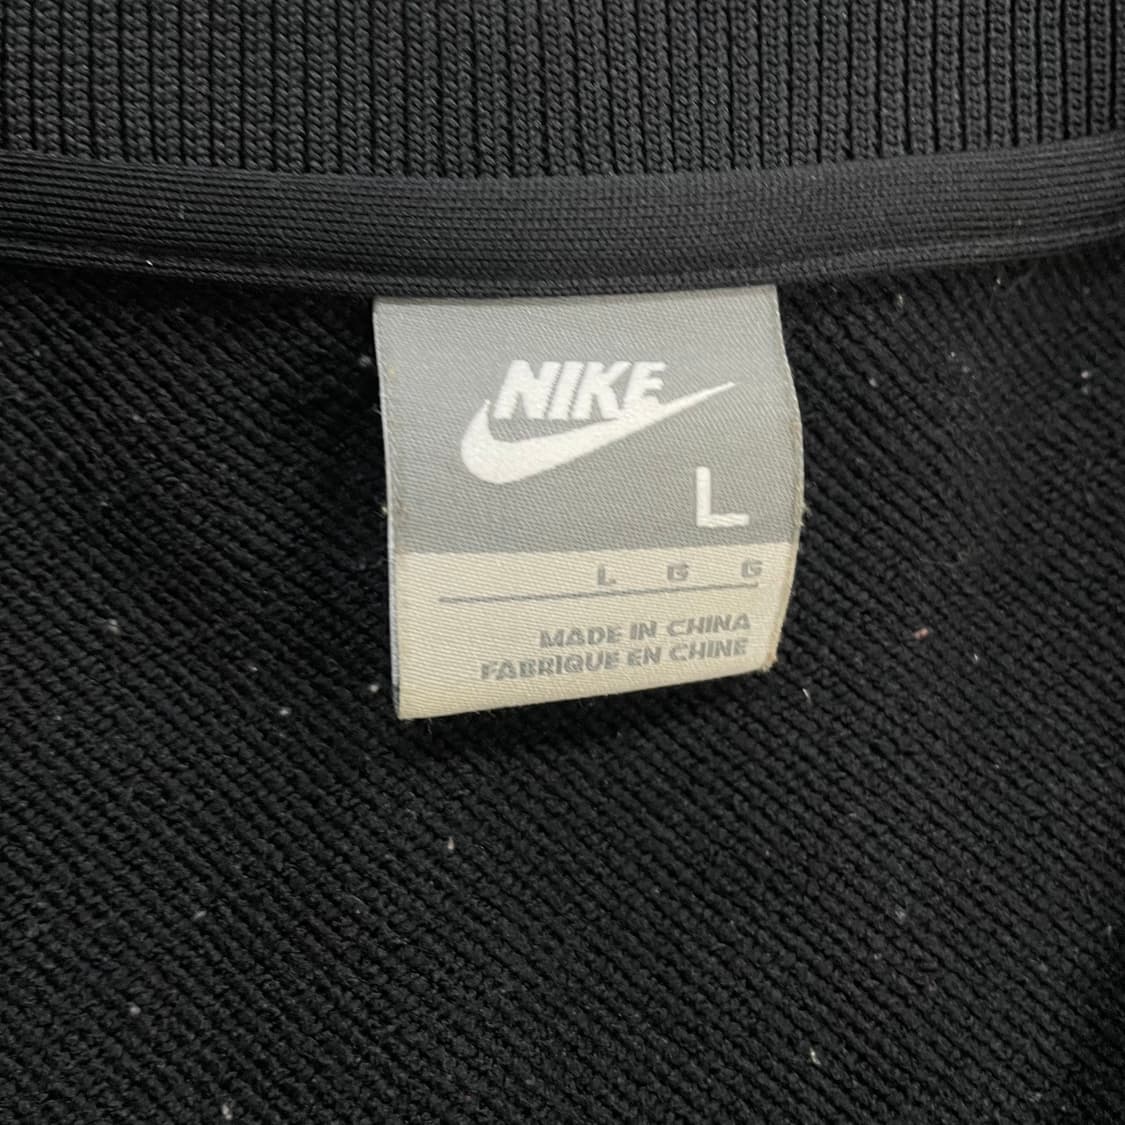 NIKE
L
L G G
MADE IN CHINA
FABRIQUE EN CHINE